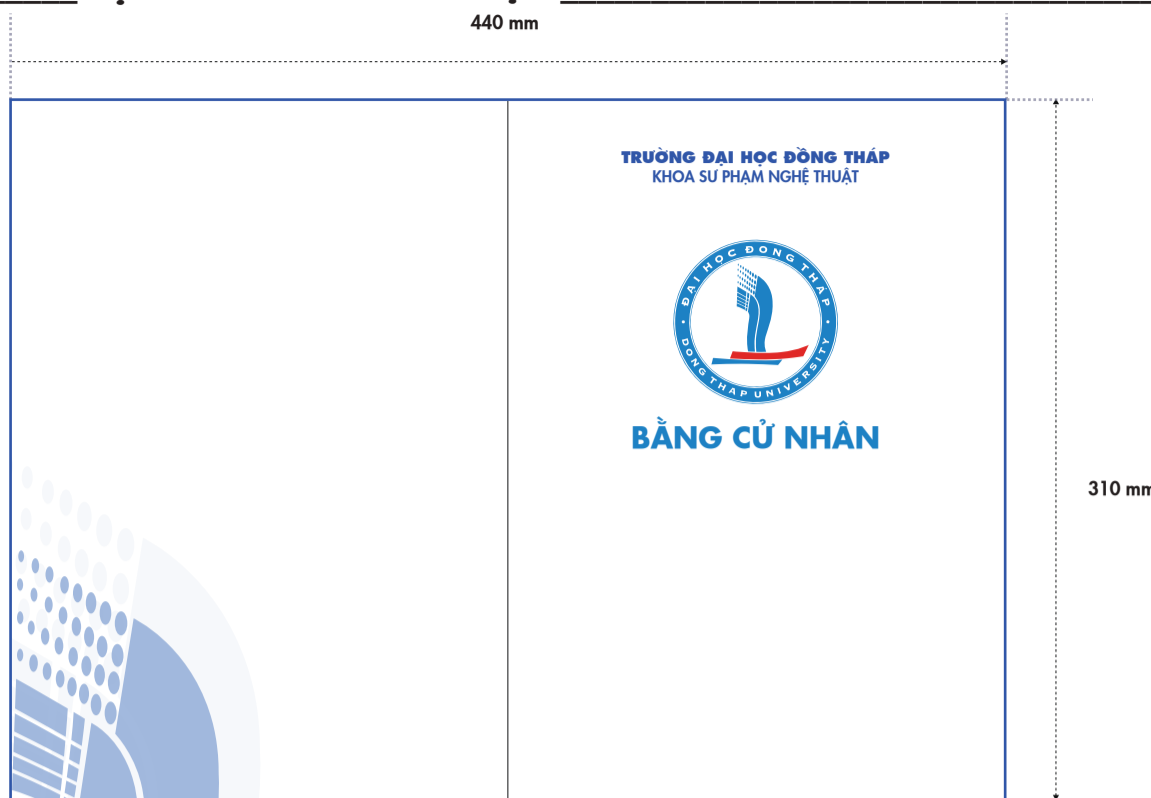 440 mm
TRƯỜNG ĐẠI HỌC ĐỒNG THÁP
KHOA SƯ PHẠM NGHỆ THUẬT
ĐẠI HỌC ĐỒNG THÁP
DONG THAP UNIVERSITY
BẰNG CỬ NHÂN
310 mm